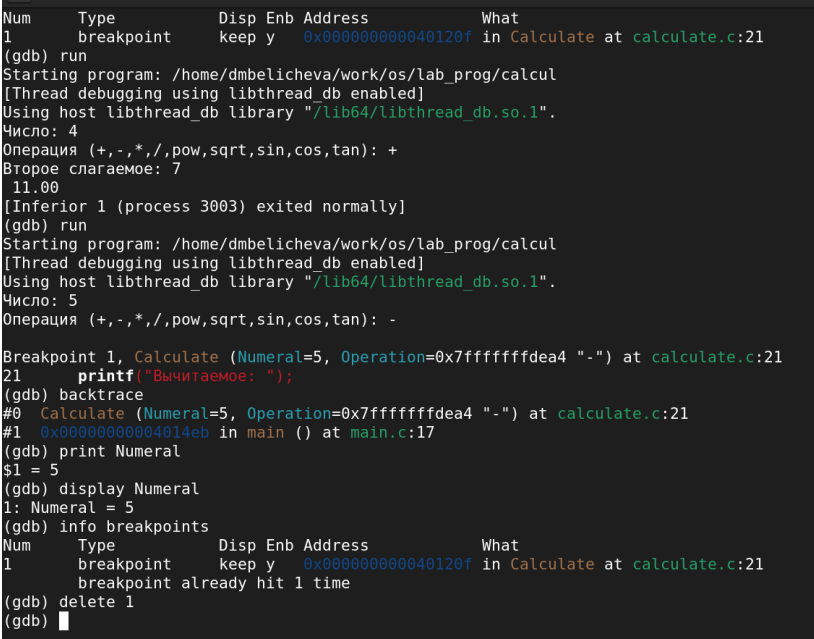 Num     Type           Disp Enb Address            What
1       breakpoint     keep y   0x000000000040120f in Calculate at calculate.c:21
(gdb) run
Starting program: /home/dmbelicheva/work/os/lab_prog/calcul
[Thread debugging using libthread_db enabled]
Using host libthread_db library "/lib64/libthread_db.so.1".
Число: 4
Операция (+,-,*,/,pow,sqrt,sin,cos,tan): +
Второе слагаемое: 7
 11.00
[Inferior 1 (process 3003) exited normally]
(gdb) run
Starting program: /home/dmbelicheva/work/os/lab_prog/calcul
[Thread debugging using libthread_db enabled]
Using host libthread_db library "/lib64/libthread_db.so.1".
Число: 5
Операция (+,-,*,/,pow,sqrt,sin,cos,tan): -

Breakpoint 1, Calculate (Numeral=5, Operation=0x7fffffffdea4 "-") at calculate.c:21
21      printf("Вычитаемое: ");
(gdb) backtrace
#0  Calculate (Numeral=5, Operation=0x7fffffffdea4 "-") at calculate.c:21
#1  0x00000000004014eb in main () at main.c:17
(gdb) print Numeral
$1 = 5
(gdb) display Numeral
1: Numeral = 5
(gdb) info breakpoints
Num     Type           Disp Enb Address            What
1       breakpoint     keep y   0x000000000040120f in Calculate at calculate.c:21
        breakpoint already hit 1 time
(gdb) delete 1
(gdb)